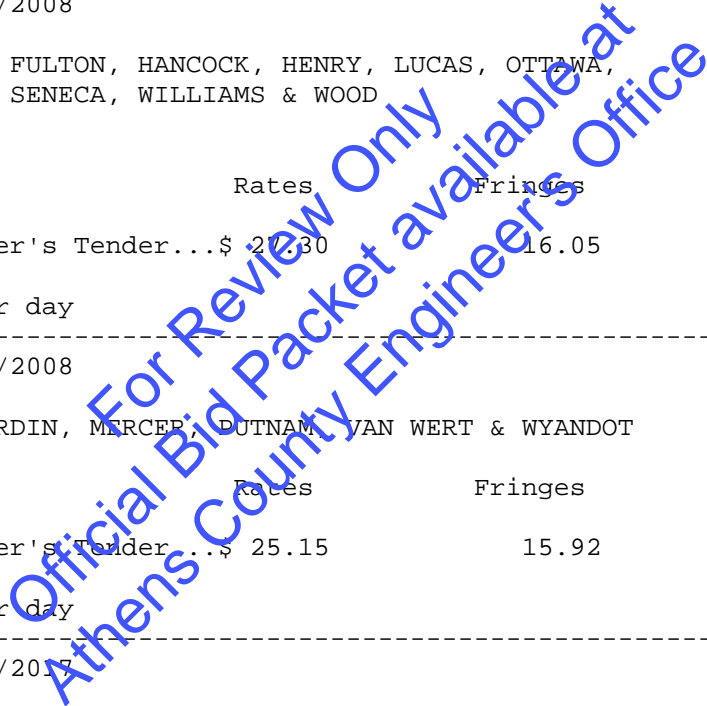 /2008
FULTON, HANCOCK, HENRY, LUCAS, OTTAWA,
SENECA, WILLIAMS & WOOD
Rates Fringes
er's Tender...$ 27.30 16.05
r day
--------------------------------------------
/2008
RDIN, MERCER, PUTNAM, VAN WERT & WYANDOT
Rates Fringes
er's Tender...$ 25.15 15.92
r day
--------------------------------------------
/2017
For Review Only
Official Bid Packet available at
Athens County Engineer's Office